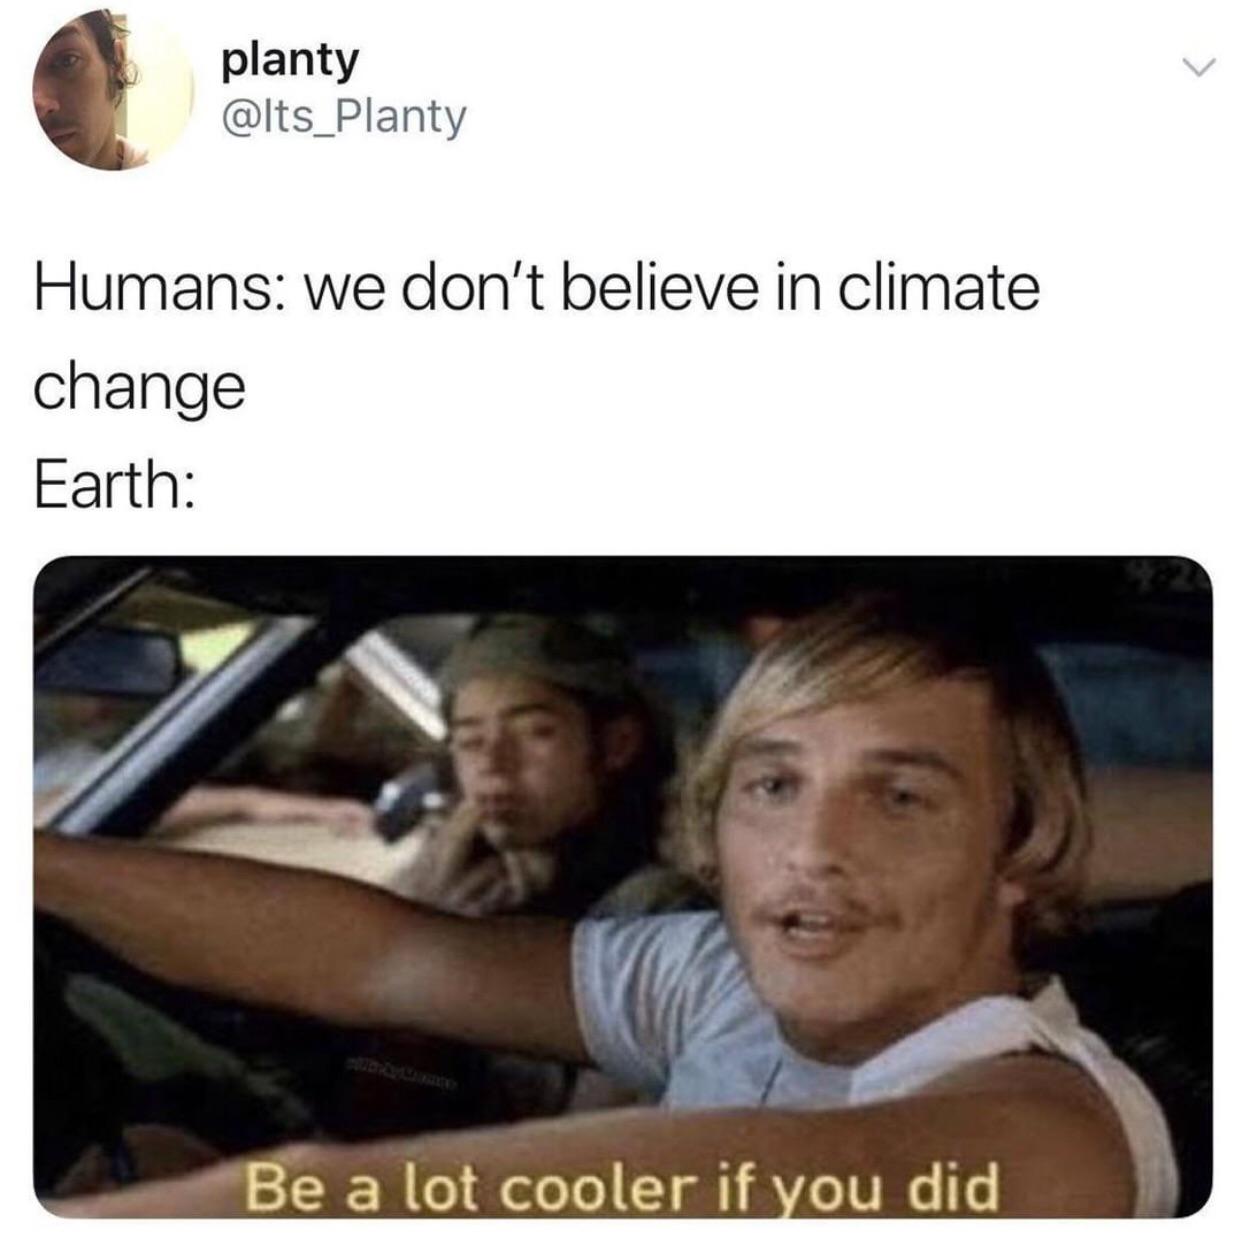 planty
@Its_Planty
Humans: we don't believe in climate
change
Earth:
Be a lot cooler if you did